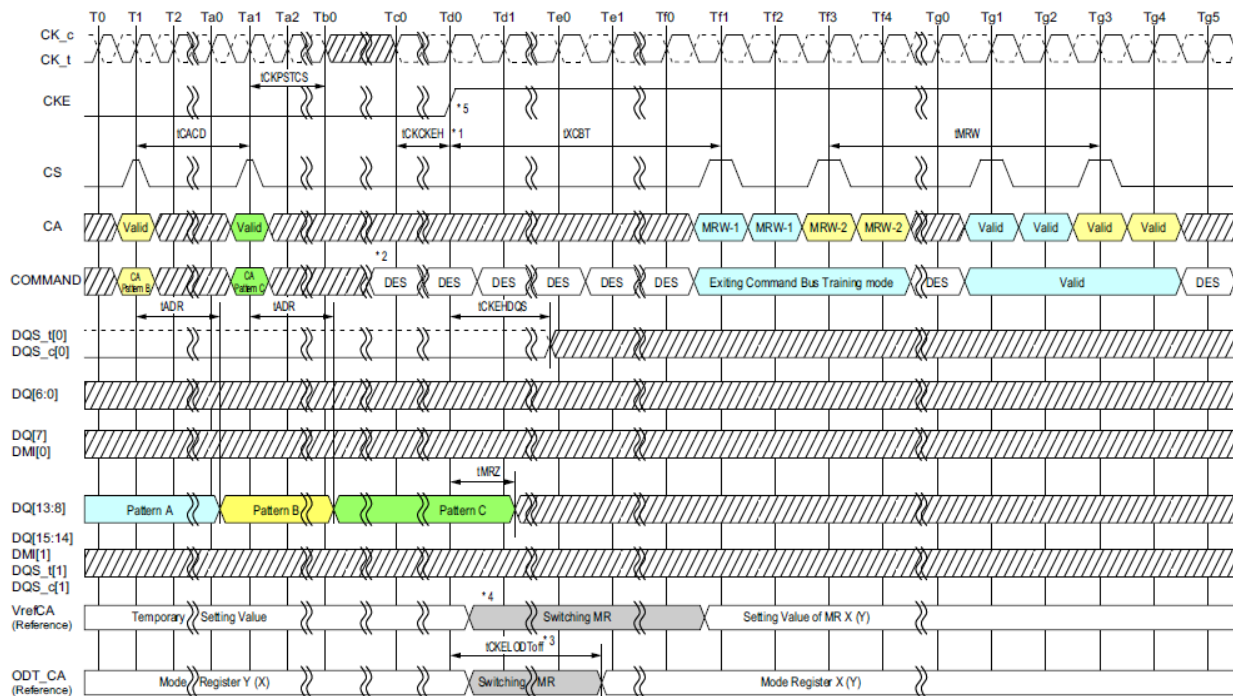 T0 T1 T2 Ta0 Ta1 Ta2 Tb0 Tc0 Td0 Td1 Te0 Te1 Tf0 Tf1 Tf2 Tf3 Tf4 Tg0 Tg1 Tg2 Tg3 Tg4 Tg5
CK_c
CK_t
tCKPSTCS
CKE
* 5
tCACD tCKCKEH * 1 tXCBT tMRW
CS
CA Valid Valid MRW-1 MRW-1 MRW-2 MRW-2 Valid Valid Valid Valid
* 2
COMMAND CA Pattern B CA Pattern C DES DES DES DES DES DES Exiting Command Bus Training mode DES Valid DES
tADR tADR tCKEHDQS
DQS_t[0]
DQS_c[0]
DQ[6:0]
DQ[7]
DMI[0]
tMRZ
DQ[13:8] Pattern A Pattern B Pattern C
DQ[15:14]
DMI[1]
DQS_t[1]
DQS_c[1]
* 4
VrefCA
(Reference)
Temporary Setting Value Switching MR Setting Value of MR X (Y)
tCKELODToff * 3
ODT_CA
(Reference)
Mode Register Y (X) Switching MR Mode Register X (Y)